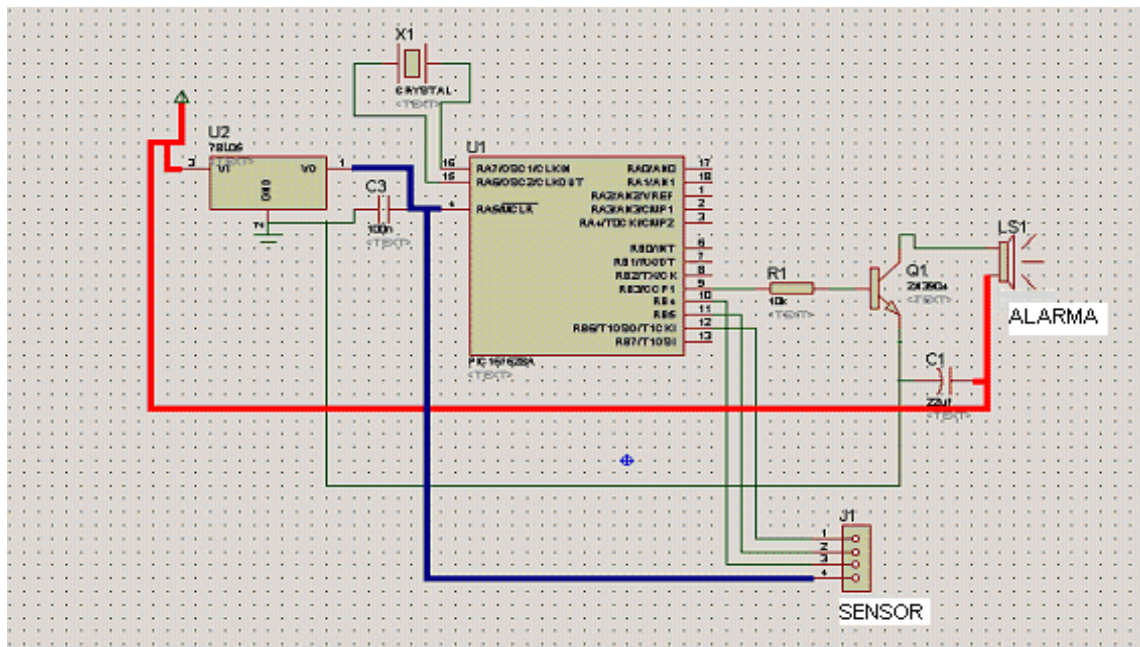 X1
CRYSTAL
<TEXT>
U2
78L05
<TEXT>
3
VI
VO
1
GND
C3
100n
<TEXT>
U1
16
RA7/OSC1/CLKIN
15
RA6/OSC2/CLKOUT
4
RA5/MCLR
RA0/AN0
17
RA1/AN1
18
RA2/AN2/VREF
1
RA3/AN3/CMP1
2
RA4/T0CKI/CMP2
3
RB0/INT
6
RB1/RX/DT
7
RB2/TX/CK
8
RB3/CCP1
9
RB4
10
RB5
11
RB6/T1OSO/T1CKI
12
RB7/T1OSI
13
PIC16F628A
<TEXT>
R1
10k
<TEXT>
Q1
2N3904
<TEXT>
LS1
ALARMA
C1
22uf
<TEXT>
J1
1
2
3
4
SENSOR